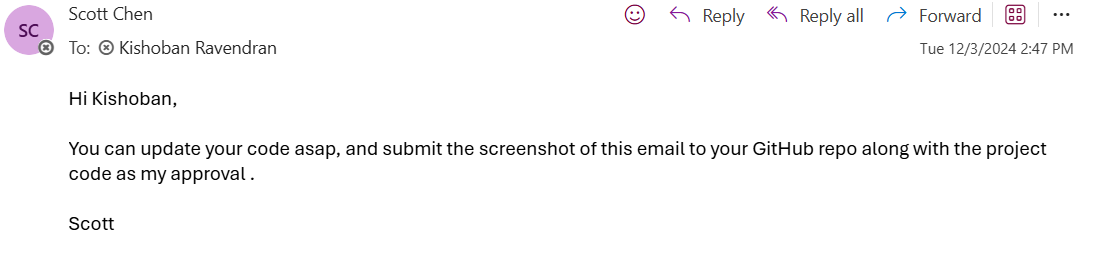 Scott Chen
SC
Reply
Reply all
Forward
To: Kishoban Ravendran
Tue 12/3/2024 2:47 PM
Hi Kishoban,
You can update your code asap, and submit the screenshot of this email to your GitHub repo along with the project
code as my approval .
Scott